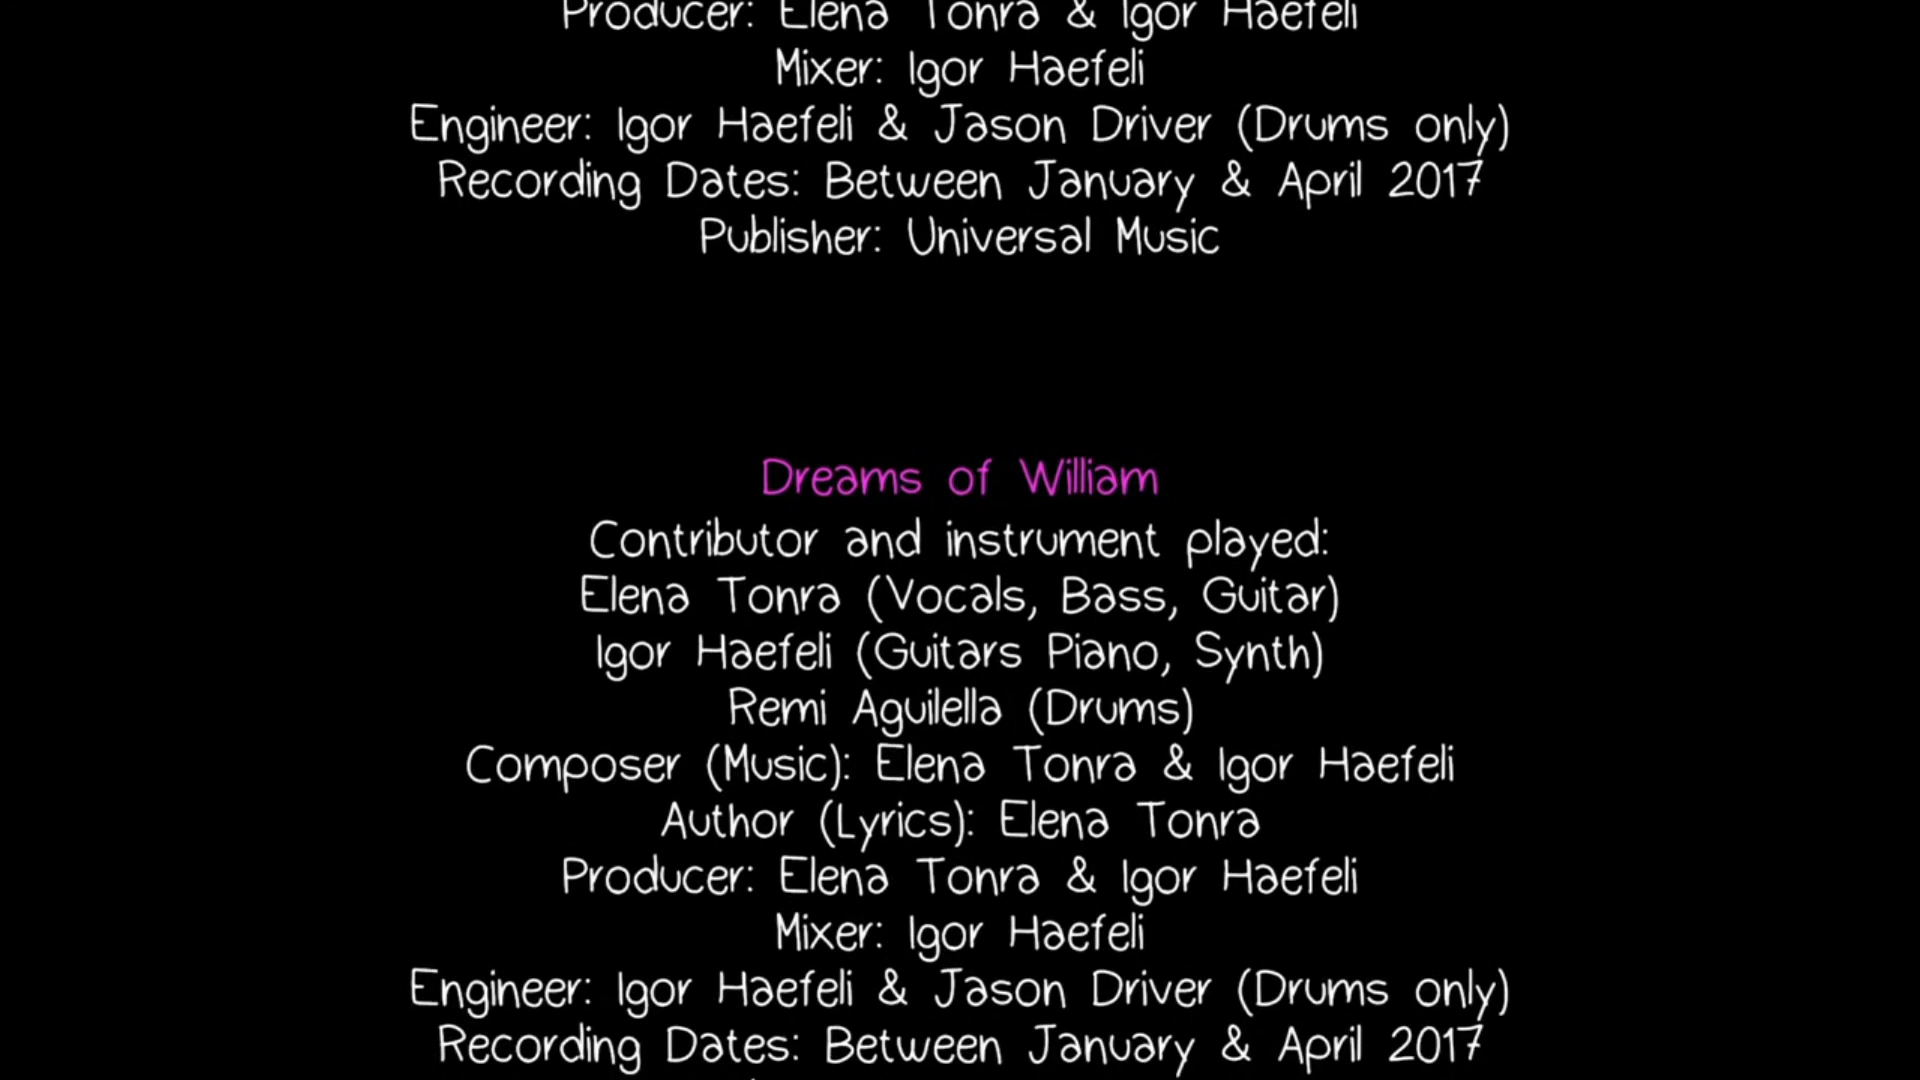 Producer: Elena Tonra & Igor Haefeli
Mixer: Igor Haefeli
Engineer: Igor Haefeli & Jason Driver (Drums only)
Recording Dates: Between January & April 2017
Publisher: Universal Music
Dreams of William
Contributor and instrument played:
Elena Tonra (Vocals, Bass, Guitar)
Igor Haefeli (Guitars Piano, Synth)
Remi Aguilella (Drums)
Composer (Music): Elena Tonra & Igor Haefeli
Author (Lyrics): Elena Tonra
Producer: Elena Tonra & Igor Haefeli
Mixer: Igor Haefeli
Engineer: Igor Haefeli & Jason Driver (Drums only)
Recording Dates: Between January & April 2017